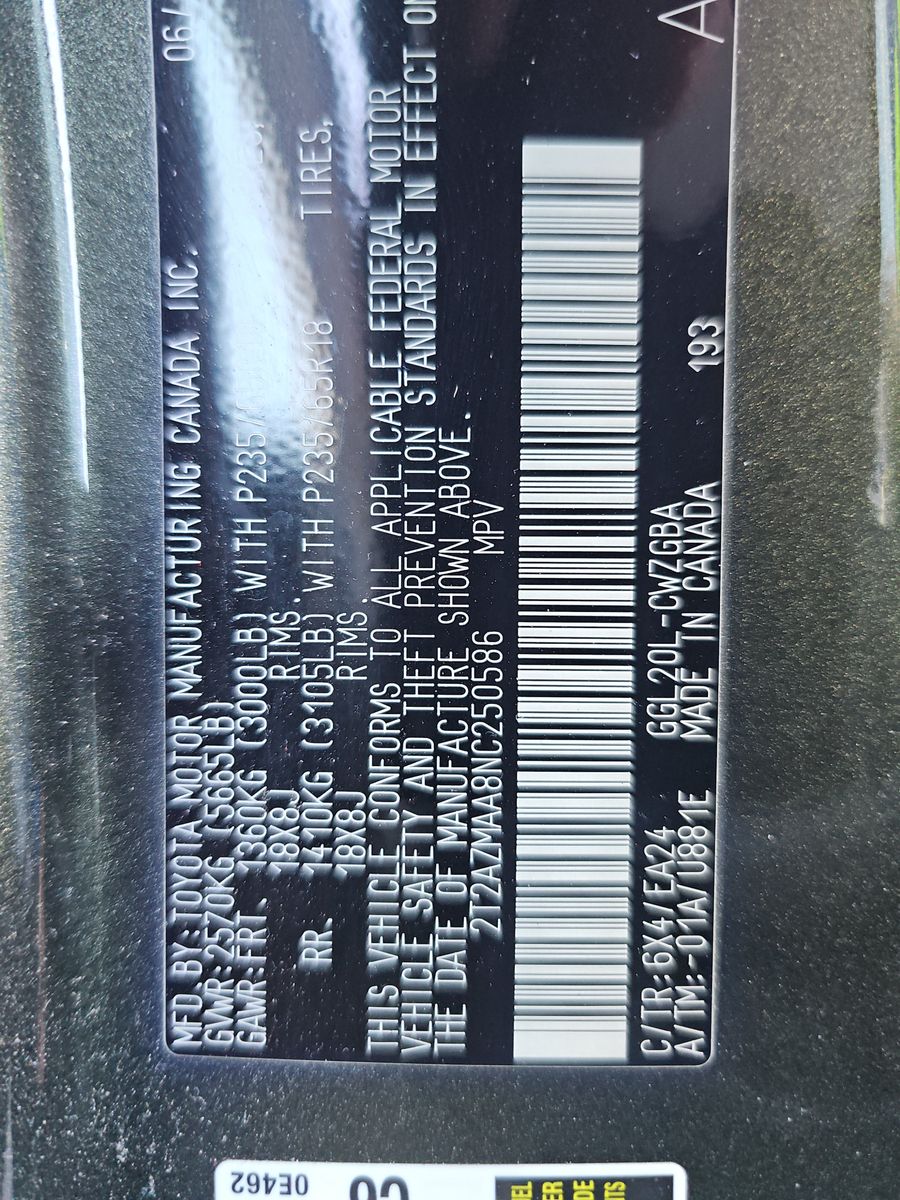 MFD BY:TOYOTA MOTOR MANUFACTURING CANADA INC. 06/
GVWR:2570KG (5665LB)
GAWR:FRT. 1360KG (3000LB) WITH P235/
18X8J RIMS.
RR. 1410KG (3105LB) WITH P235/65R18 TIRES,
18X8J RIMS
THIS VEHICLE CONFORMS TO ALL APPLICABLE FEDERAL MOTOR
VEHICLE SAFETY AND THEFT PREVENTION STANDARDS IN EFFECT ON
THE DATE OF MANUFACTURE SHOWN ABOVE.
2T2AZMAA8NC250586 MPV
C/TR:6X4/EA24 GGL20L-CWZGBA
A/TM:-01A/U881E MADE IN CANADA 193
A
0E462